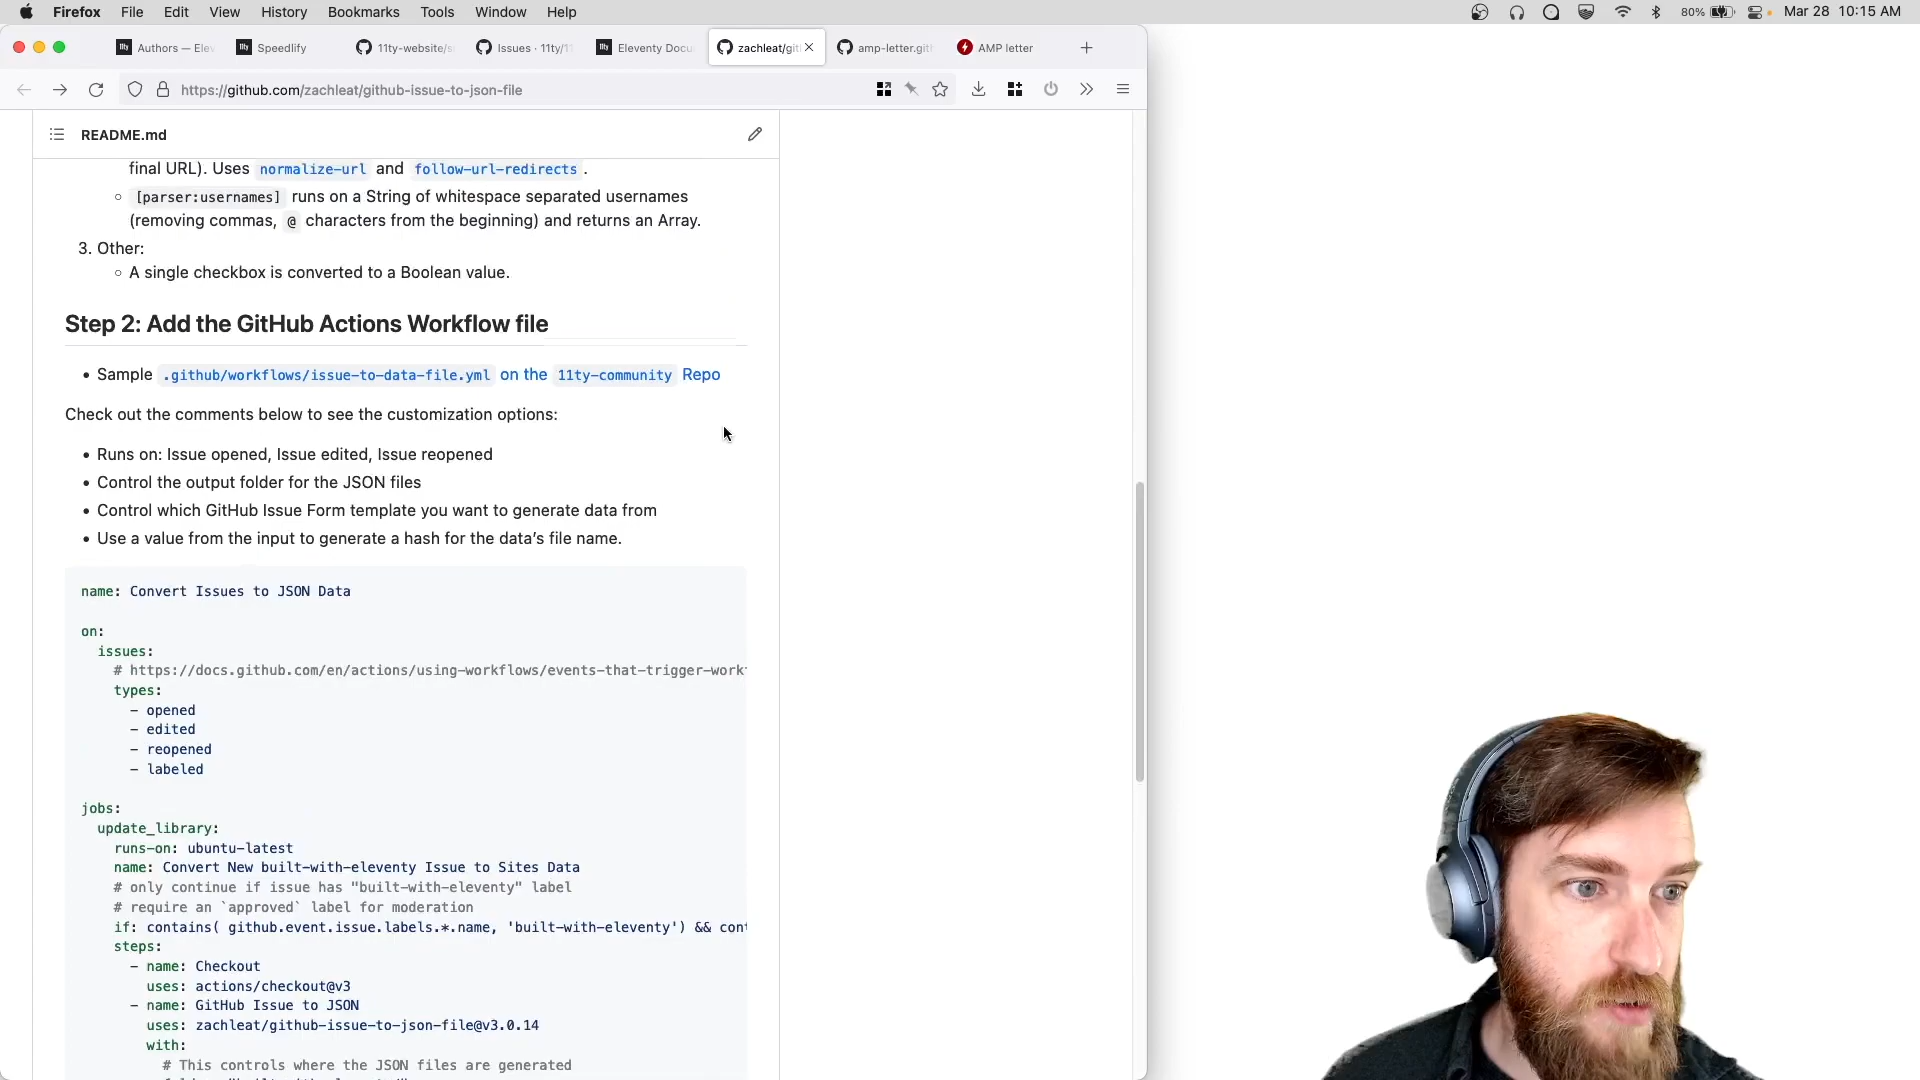 Firefox File Edit View History Bookmarks Tools Window Help 80% Mar 28 10:15 AM
Authors — Elev Speedlify 11ty-website/s Issues · 11ty/1 Eleventy Docu zachleat/git amp-letter.gith AMP letter
https://github.com/zachleat/github-issue-to-json-file
README.md
final URL). Uses normalize-url and follow-url-redirects .
[parser:usernames] runs on a String of whitespace separated usernames
(removing commas, @ characters from the beginning) and returns an Array.
3. Other:
A single checkbox is converted to a Boolean value.
Step 2: Add the GitHub Actions Workflow file
Sample .github/workflows/issue-to-data-file.yml on the 11ty-community Repo
Check out the comments below to see the customization options:
Runs on: Issue opened, Issue edited, Issue reopened
Control the output folder for the JSON files
Control which GitHub Issue Form template you want to generate data from
Use a value from the input to generate a hash for the data’s file name.
name: Convert Issues to JSON Data
on:
issues:
# https://docs.github.com/en/actions/using-workflows/events-that-trigger-work
types:
- opened
- edited
- reopened
- labeled
jobs:
update_library:
runs-on: ubuntu-latest
name: Convert New built-with-eleventy Issue to Sites Data
# only continue if issue has "built-with-eleventy" label
# require an `approved` label for moderation
if: contains( github.event.issue.labels.*.name, 'built-with-eleventy') && cont
steps:
- name: Checkout
uses: actions/checkout@v3
- name: GitHub Issue to JSON
uses: zachleat/github-issue-to-json-file@v3.0.14
with:
# This controls where the JSON files are generated